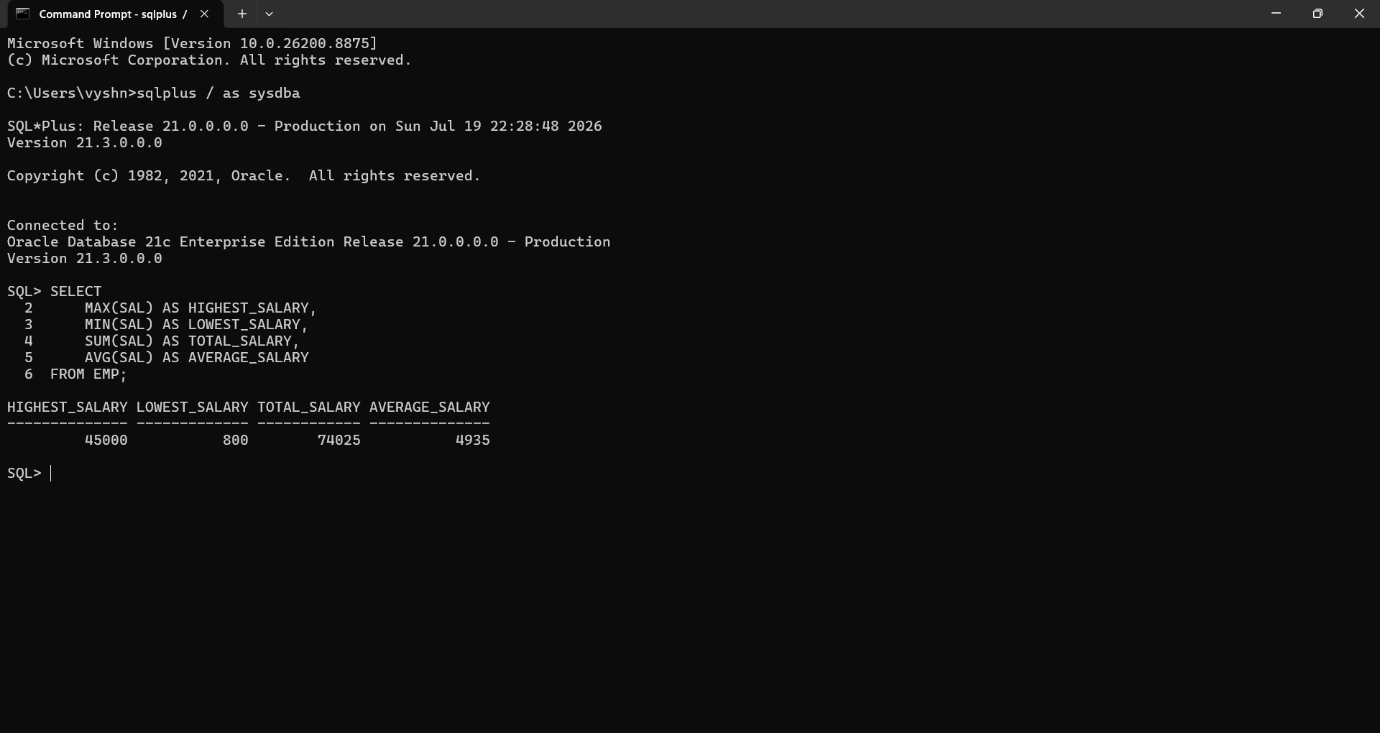 Command Prompt - sqlplus /
Microsoft Windows [Version 10.0.26200.8875]
(c) Microsoft Corporation. All rights reserved.
C:\Users\vyshn>sqlplus / as sysdba
SQL*Plus: Release 21.0.0.0.0 - Production on Sun Jul 19 22:28:48 2026
Version 21.3.0.0.0
Copyright (c) 1982, 2021, Oracle.  All rights reserved.
Connected to:
Oracle Database 21c Enterprise Edition Release 21.0.0.0.0 - Production
Version 21.3.0.0.0
SQL> SELECT
  2      MAX(SAL) AS HIGHEST_SALARY,
  3      MIN(SAL) AS LOWEST_SALARY,
  4      SUM(SAL) AS TOTAL_SALARY,
  5      AVG(SAL) AS AVERAGE_SALARY
  6  FROM EMP;
HIGHEST_SALARY LOWEST_SALARY TOTAL_SALARY AVERAGE_SALARY
-------------- ------------- ------------ --------------
         45000           800        74025           4935
SQL>